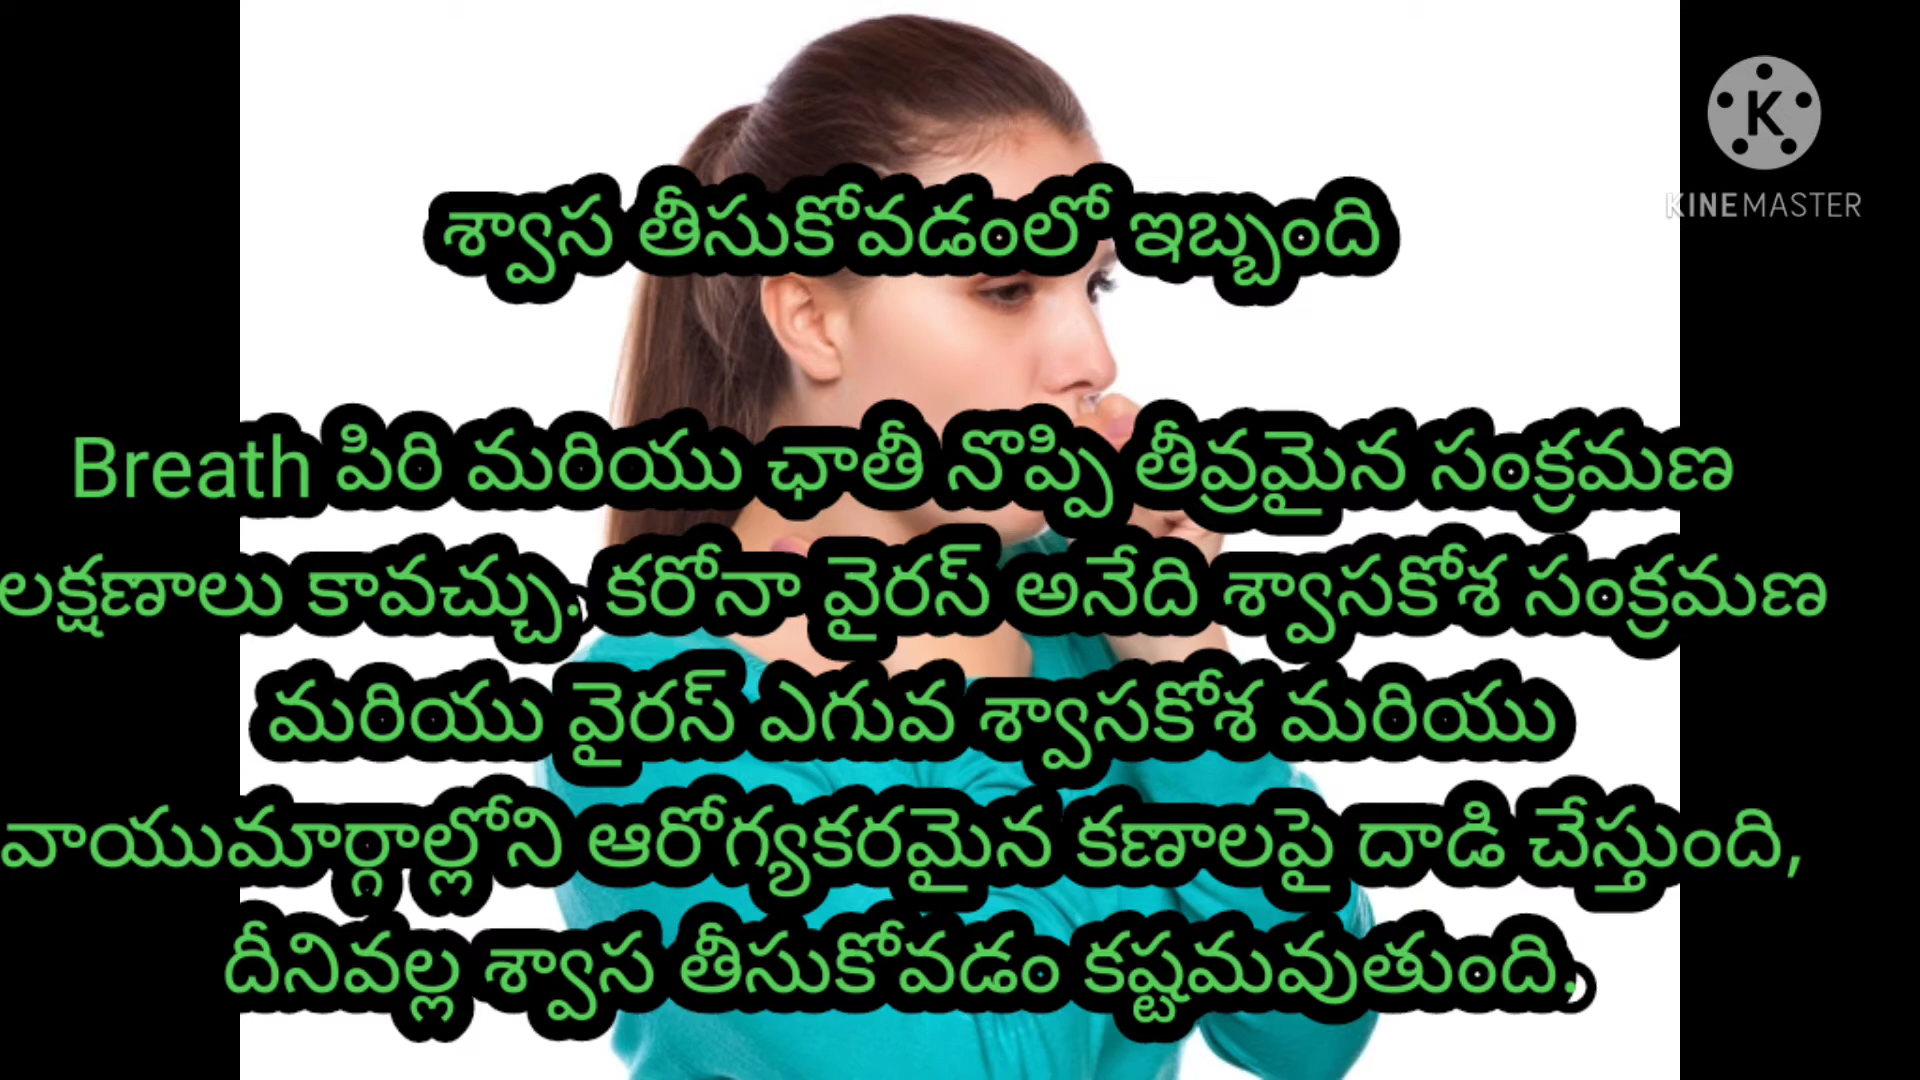 శ్వాస తీసుకోవడంలో ఇబ్బంది
Breath పిరి మరియు ఛాతీ నొప్పి తీవ్రమైన సంక్రమణ
లక్షణాలు కావచ్చు. కరోనా వైరస్ అనేది శ్వాసకోశ సంక్రమణ
మరియు వైరస్ ఎగువ శ్వాసకోశ మరియు
వాయుమార్గాల్లోని ఆరోగ్యకరమైన కణాలపై దాడి చేస్తుంది,
దీనివల్ల శ్వాస తీసుకోవడం కష్టమవుతుంది.
K
KINEMASTER